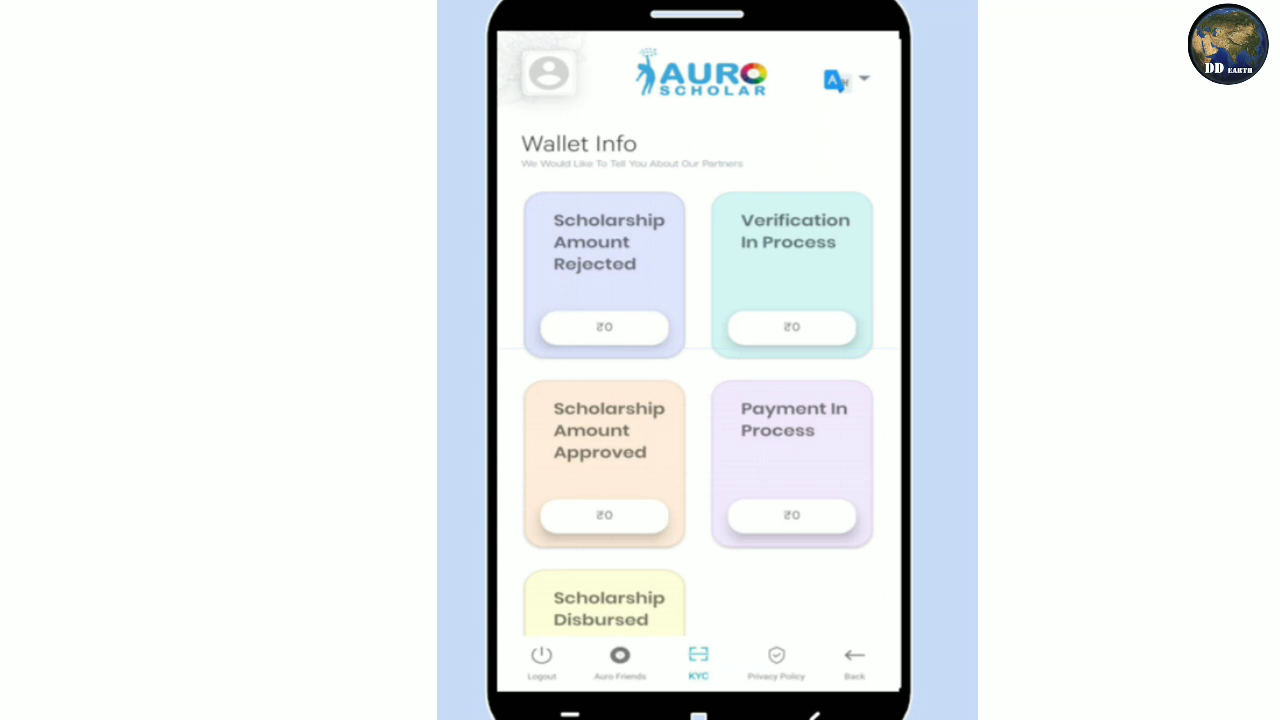 AURO
SCHOLAR
DD EARTH
Wallet Info
We Would Like To Tell You About Our Partners
Scholarship
Amount
Rejected
₹0
Verification
In Process
₹0
Scholarship
Amount
Approved
₹0
Payment In
Process
₹0
Scholarship
Disbursed
Logout
Auro Friends
KYC
Privacy Policy
Back